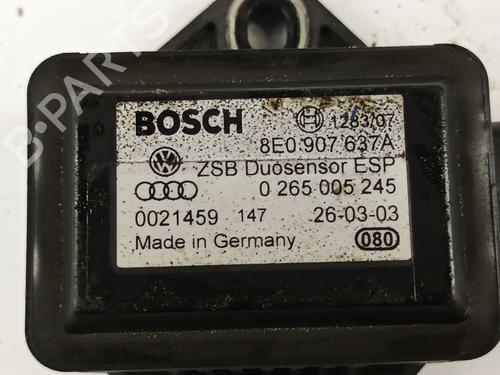 B-PARTS
BOSCH 1283/07
8E0 907 637A
ZSB Duosensor ESP
0 265 005 245
0021459 147 26-03-03
Made in Germany 080